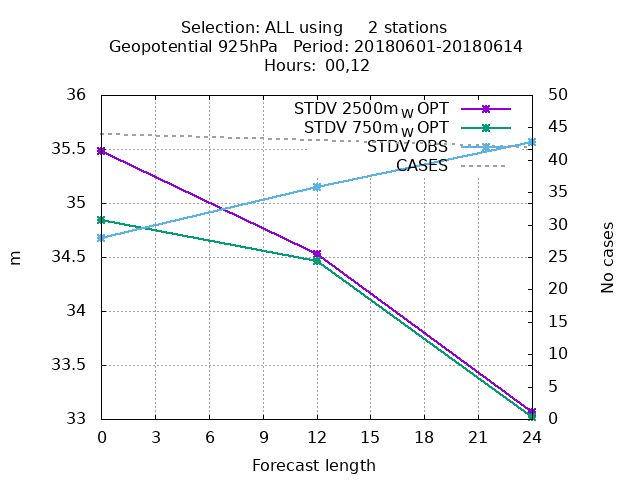 Selection: ALL using 2 stations
Geopotential 925hPa Period: 20180601-20180614
Hours: 00,12
36 50
STDV 2500m W OPT
45
STDV 750m W OPT
STDV OBS
35.5
40
CASES
35
35
30
34.5 25
20
34
15
33.5
10
5
33 0
0 3 6 9 12 15 18 21 24
m
No cases
Forecast length